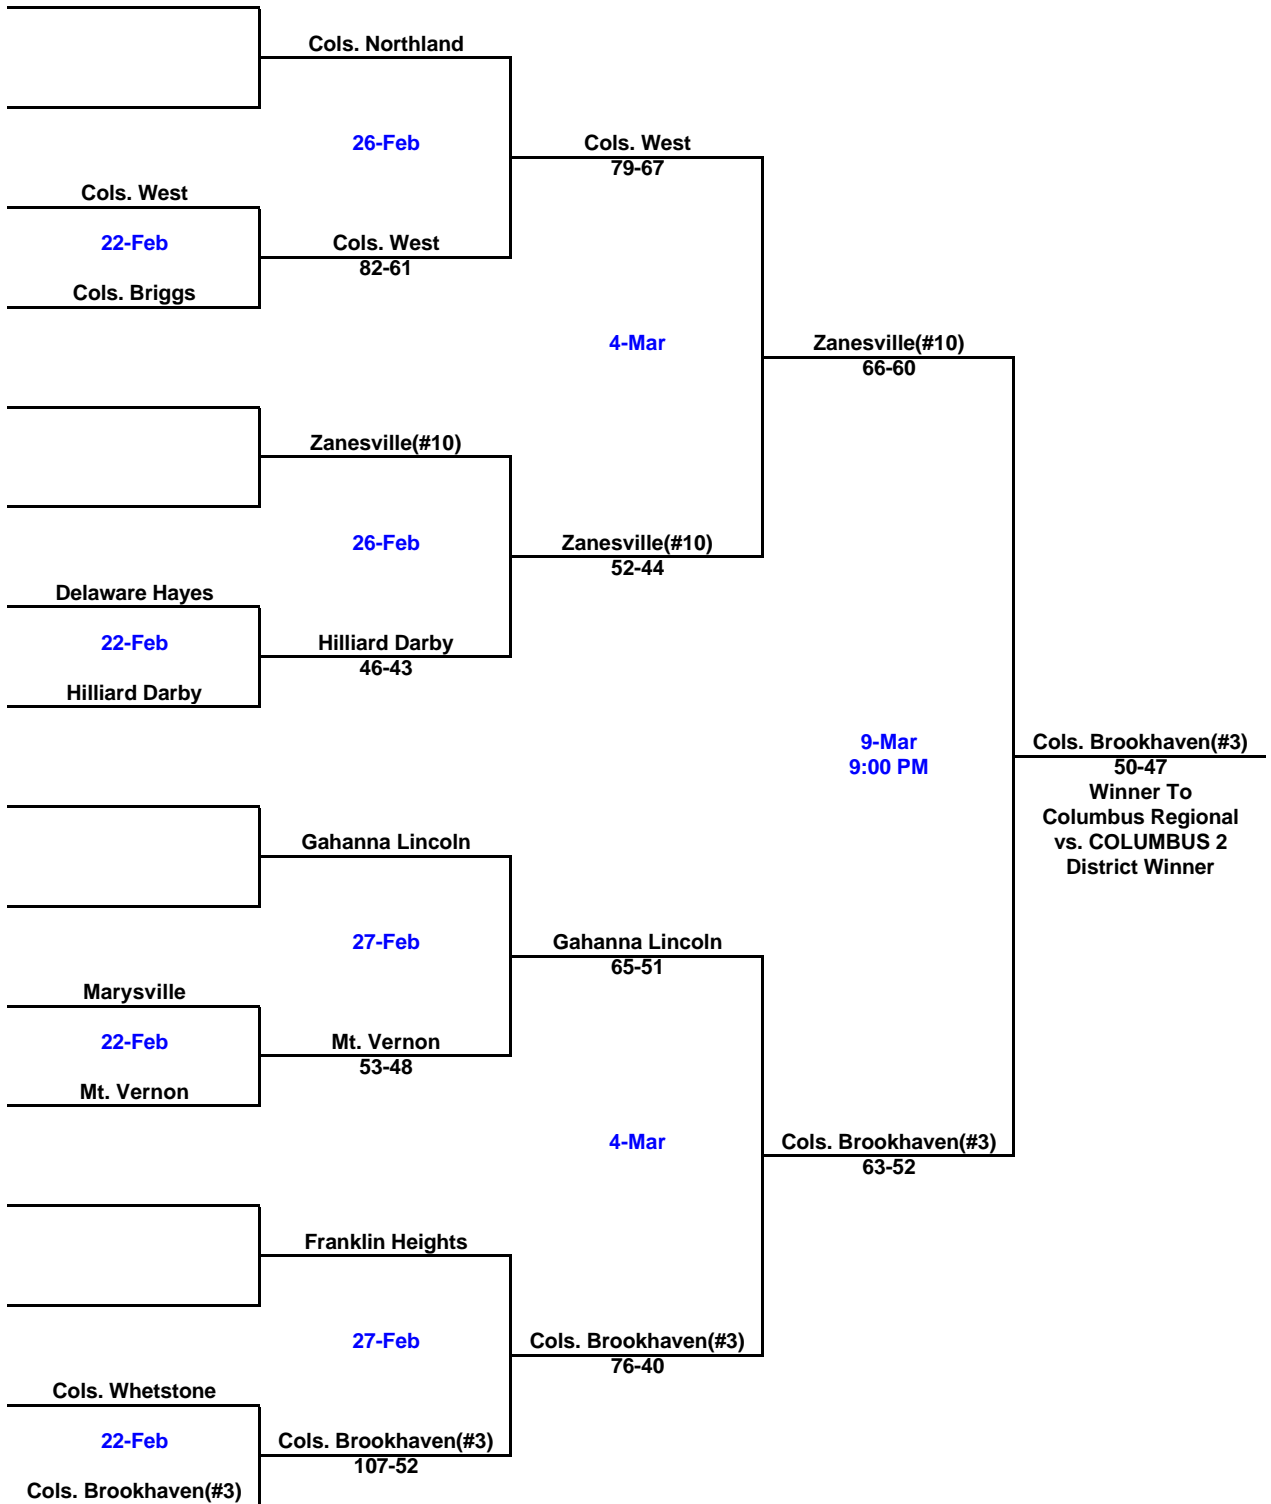 Cols. Northland
26-Feb
Cols. West
79-67
Cols. West
22-Feb
Cols. West
82-61
Cols. Briggs
4-Mar
Zanesville(#10)
66-60
Zanesville(#10)
26-Feb
Zanesville(#10)
52-44
Delaware Hayes
22-Feb
Hilliard Darby
46-43
Hilliard Darby
9-Mar
9:00 PM
Cols. Brookhaven(#3)
50-47
Winner To
Columbus Regional
vs. COLUMBUS 2
District Winner
Gahanna Lincoln
27-Feb
Gahanna Lincoln
65-51
Marysville
22-Feb
Mt. Vernon
53-48
Mt. Vernon
4-Mar
Cols. Brookhaven(#3)
63-52
Franklin Heights
27-Feb
Cols. Brookhaven(#3)
76-40
Cols. Whetstone
22-Feb
Cols. Brookhaven(#3)
107-52
Cols. Brookhaven(#3)